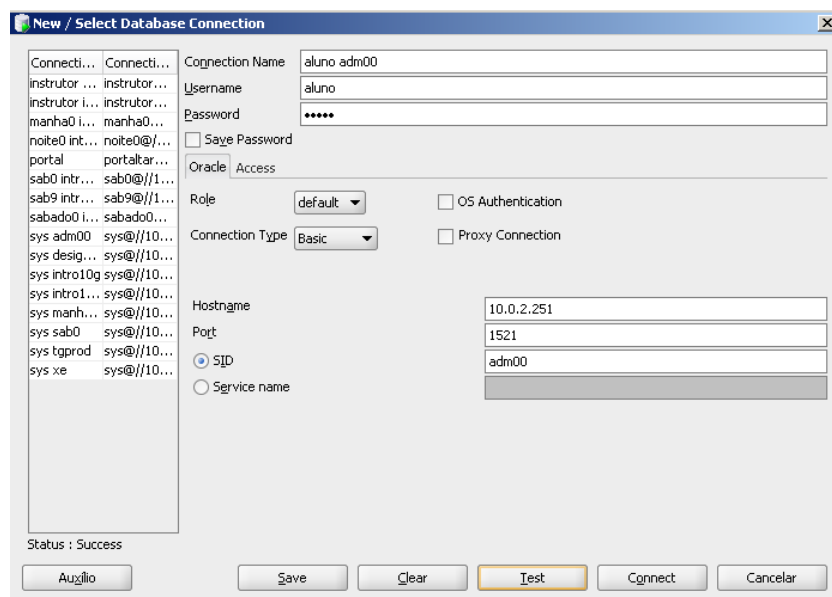 New / Select Database Connection
Connecti... Connecti...
instrutor ... instrutor...
instrutor i... instrutor...
manha0 i... manha0...
noite0 int... noite0@/...
portal portaltar...
sab0 intr... sab0@//1...
sab9 intr... sab9@//1...
sabado0 i... sabado0...
sys adm00 sys@//10...
sys desig... sys@//10...
sys intro10g sys@//10...
sys intro1... sys@//10...
sys manh... sys@//10...
sys sab0 sys@//10...
sys tgprod sys@//10...
sys xe sys@//10...
Connection Name aluno adm00
Username aluno
Password •••••
Save Password
Oracle Access
Role default OS Authentication
Connection Type Basic Proxy Connection
Hostname 10.0.2.251
Port 1521
SID adm00
Service name
Status : Success
Auxílio Save Clear Test Connect Cancelar